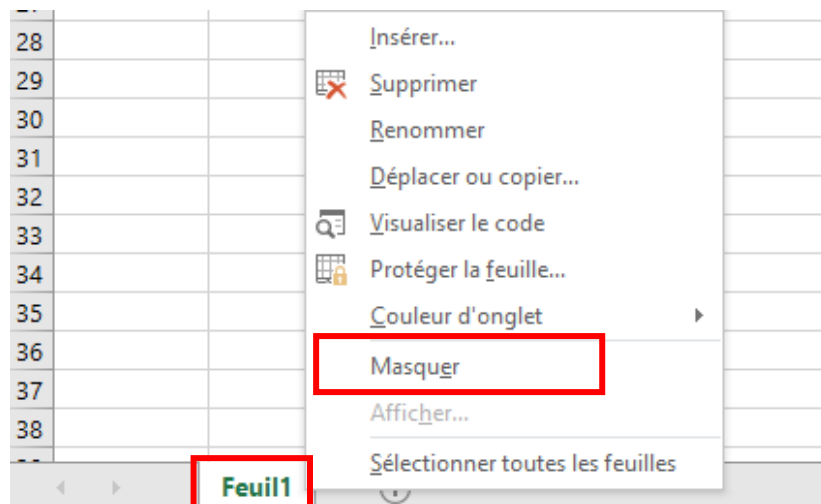 28
29
30
31
32
33
34
35
36
37
38
Insérer...
Supprimer
Renommer
Déplacer ou copier...
Visualiser le code
Protéger la feuille...
Couleur d'onglet
Masquer
Afficher...
Sélectionner toutes les feuilles
Feuil1